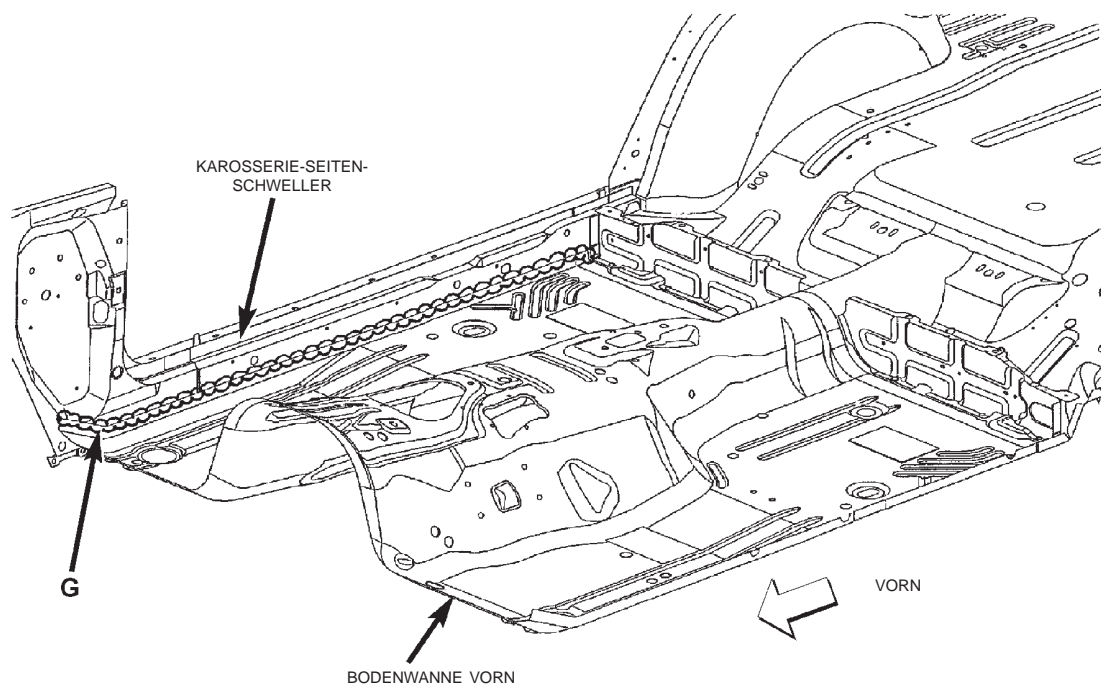 KAROSSERIE-SEITEN-
SCHWELLER
G
VORN
BODENWANNE VORN